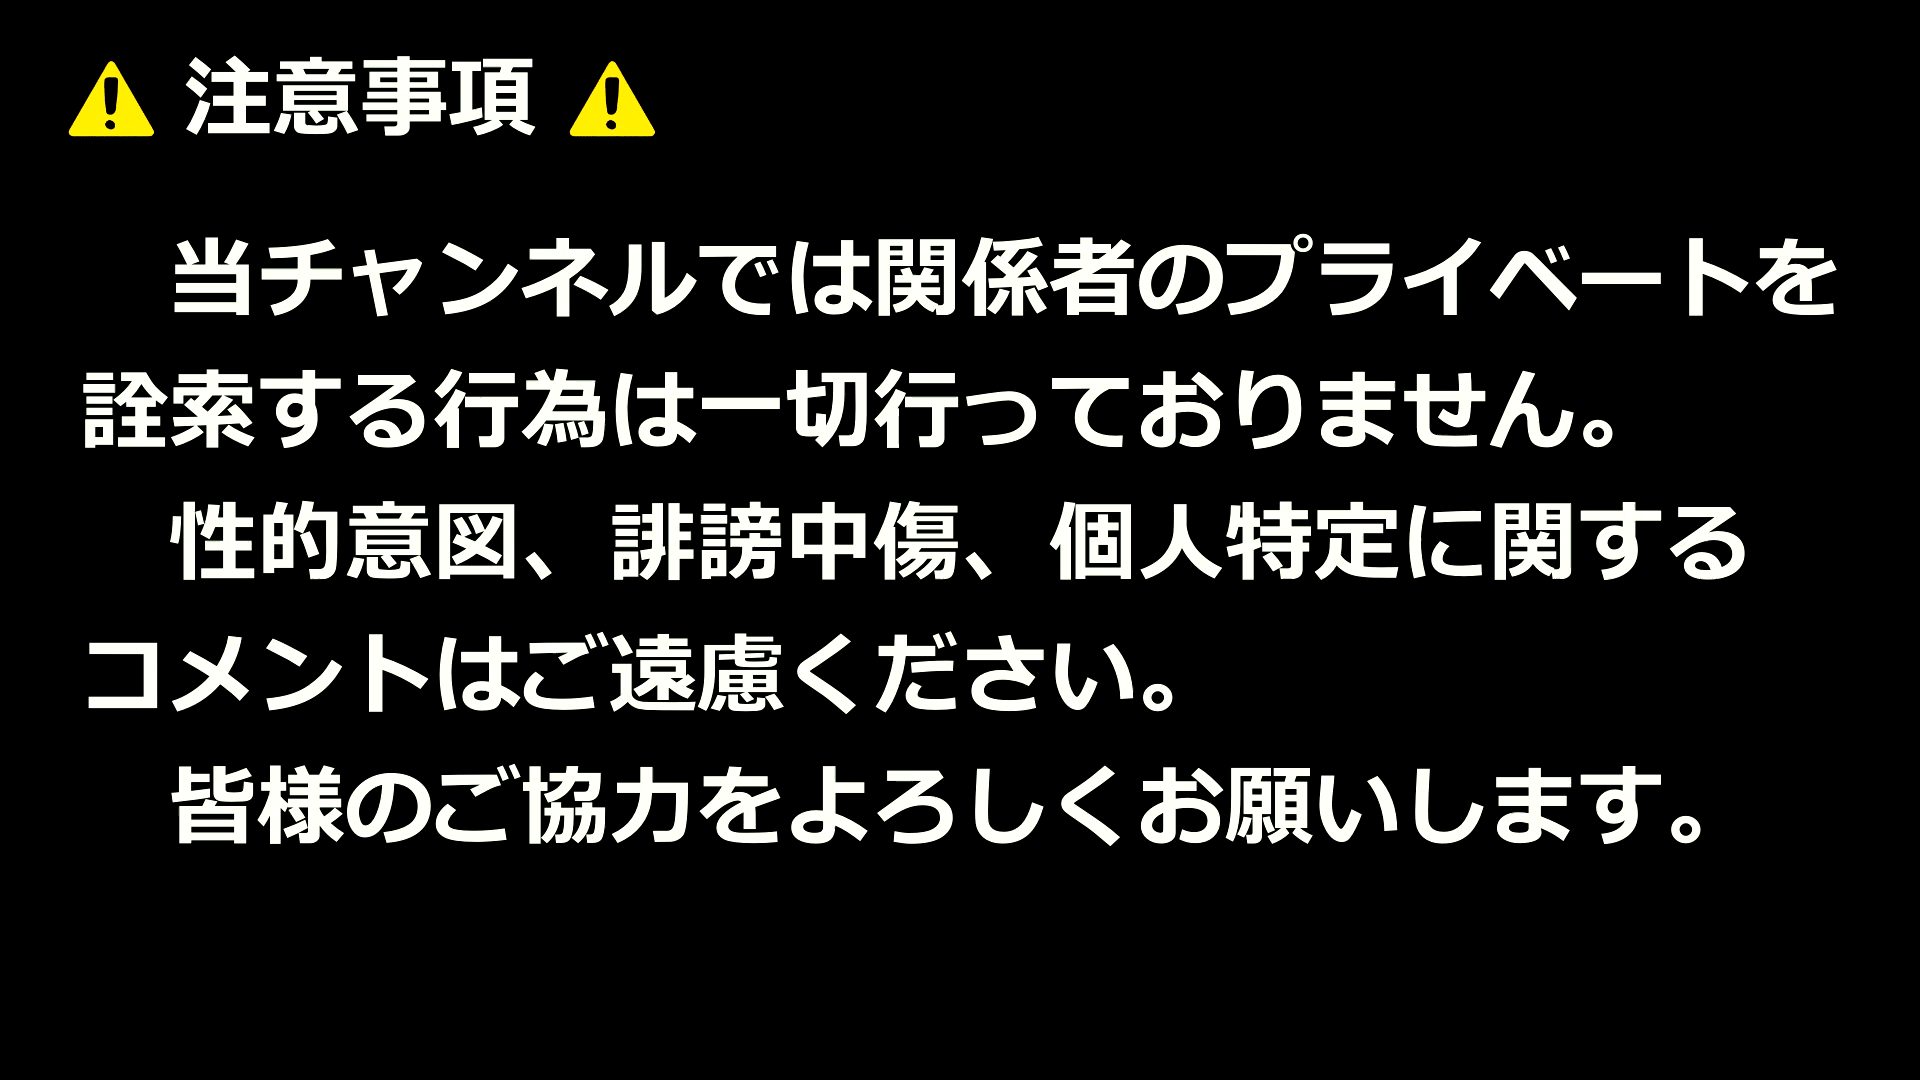 ⚠ 注意事項 ⚠
　当チャンネルでは関係者のプライベートを
詮索する行為は一切行っておりません。
　性的意図、誹謗中傷、個人特定に関する
コメントはご遠慮ください。
　皆様のご協力をよろしくお願いします。